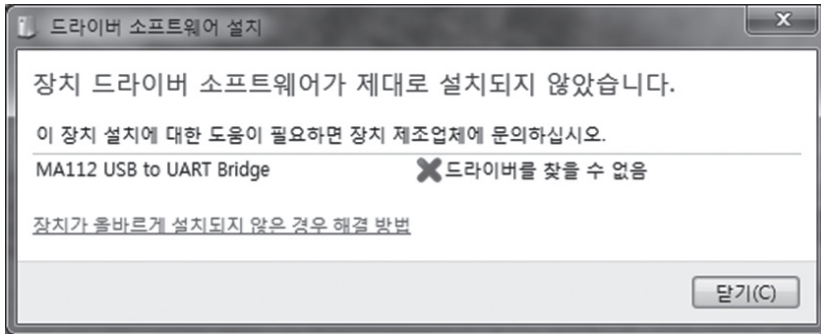 드라이버 소프트웨어 설치
장치 드라이버 소프트웨어가 제대로 설치되지 않았습니다.
이 장치 설치에 대한 도움이 필요하면 장치 제조업체에 문의하십시오.
MA112 USB to UART Bridge 드라이버를 찾을 수 없음
장치가 올바르게 설치되지 않은 경우 해결 방법
닫기(C)